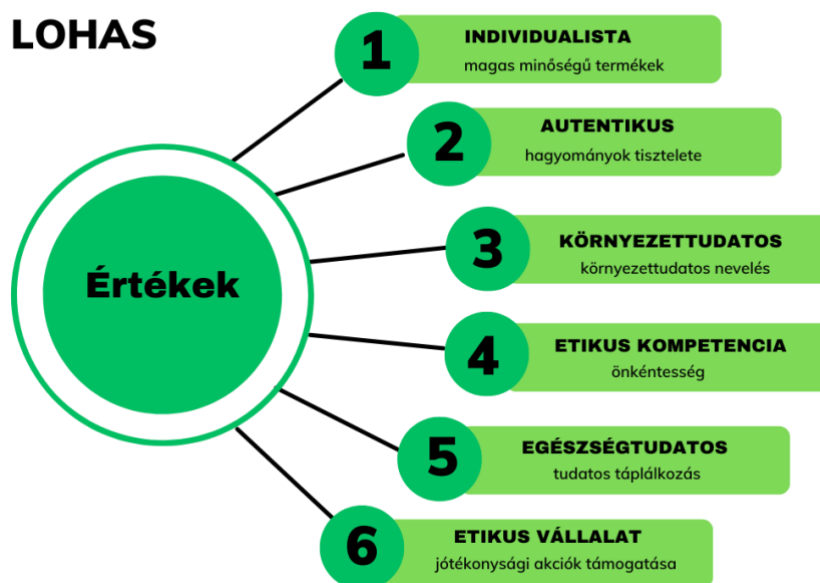 LOHAS
Értékek
1
INDIVIDUALISTA
magas minőségű termékek
2
AUTENTIKUS
hagyományok tisztelete
3
KÖRNYEZETTUDATOS
környezettudatos nevelés
4
ETIKUS KOMPETENCIA
önkéntesség
5
EGÉSZSÉGTUDATOS
tudatos táplálkozás
6
ETIKUS VÁLLALAT
jótékonysági akciók támogatása